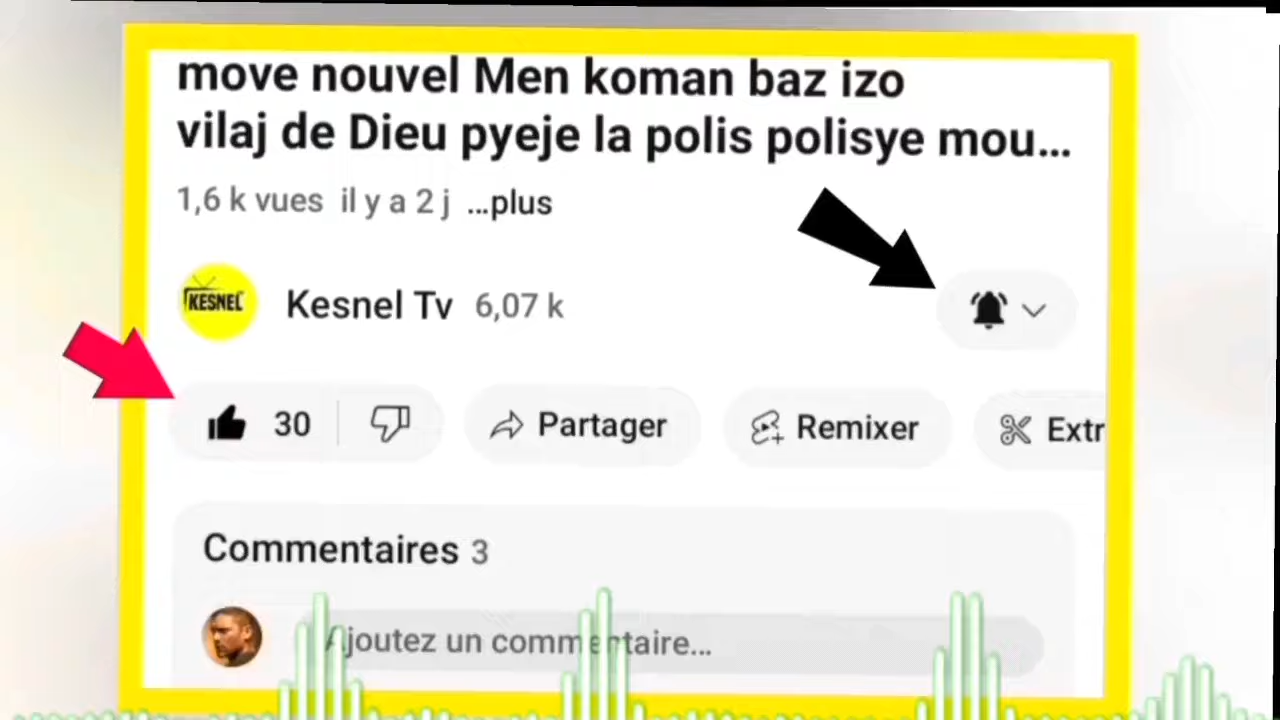 move nouvel Men koman baz izo
vilaj de Dieu pyeje la polis polisye mou...
1,6 k vues il y a 2 j ...plus
KESNEL
Kesnel Tv 6,07 k
30
Partager
Remixer
Extr
Commentaires 3
Ajoutez un commentaire...